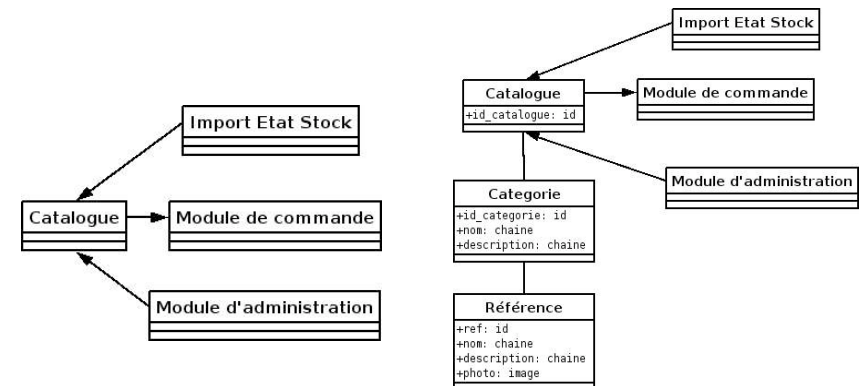 Import Etat Stock
Catalogue
Module de commande
Module d'administration
Import Etat Stock
Catalogue
+id_catalogue: id
Module de commande
Module d'administration
Categorie
+id_categorie: id
+nom: chaine
+description: chaine
Référence
+ref: id
+nom: chaine
+description: chaine
+photo: image